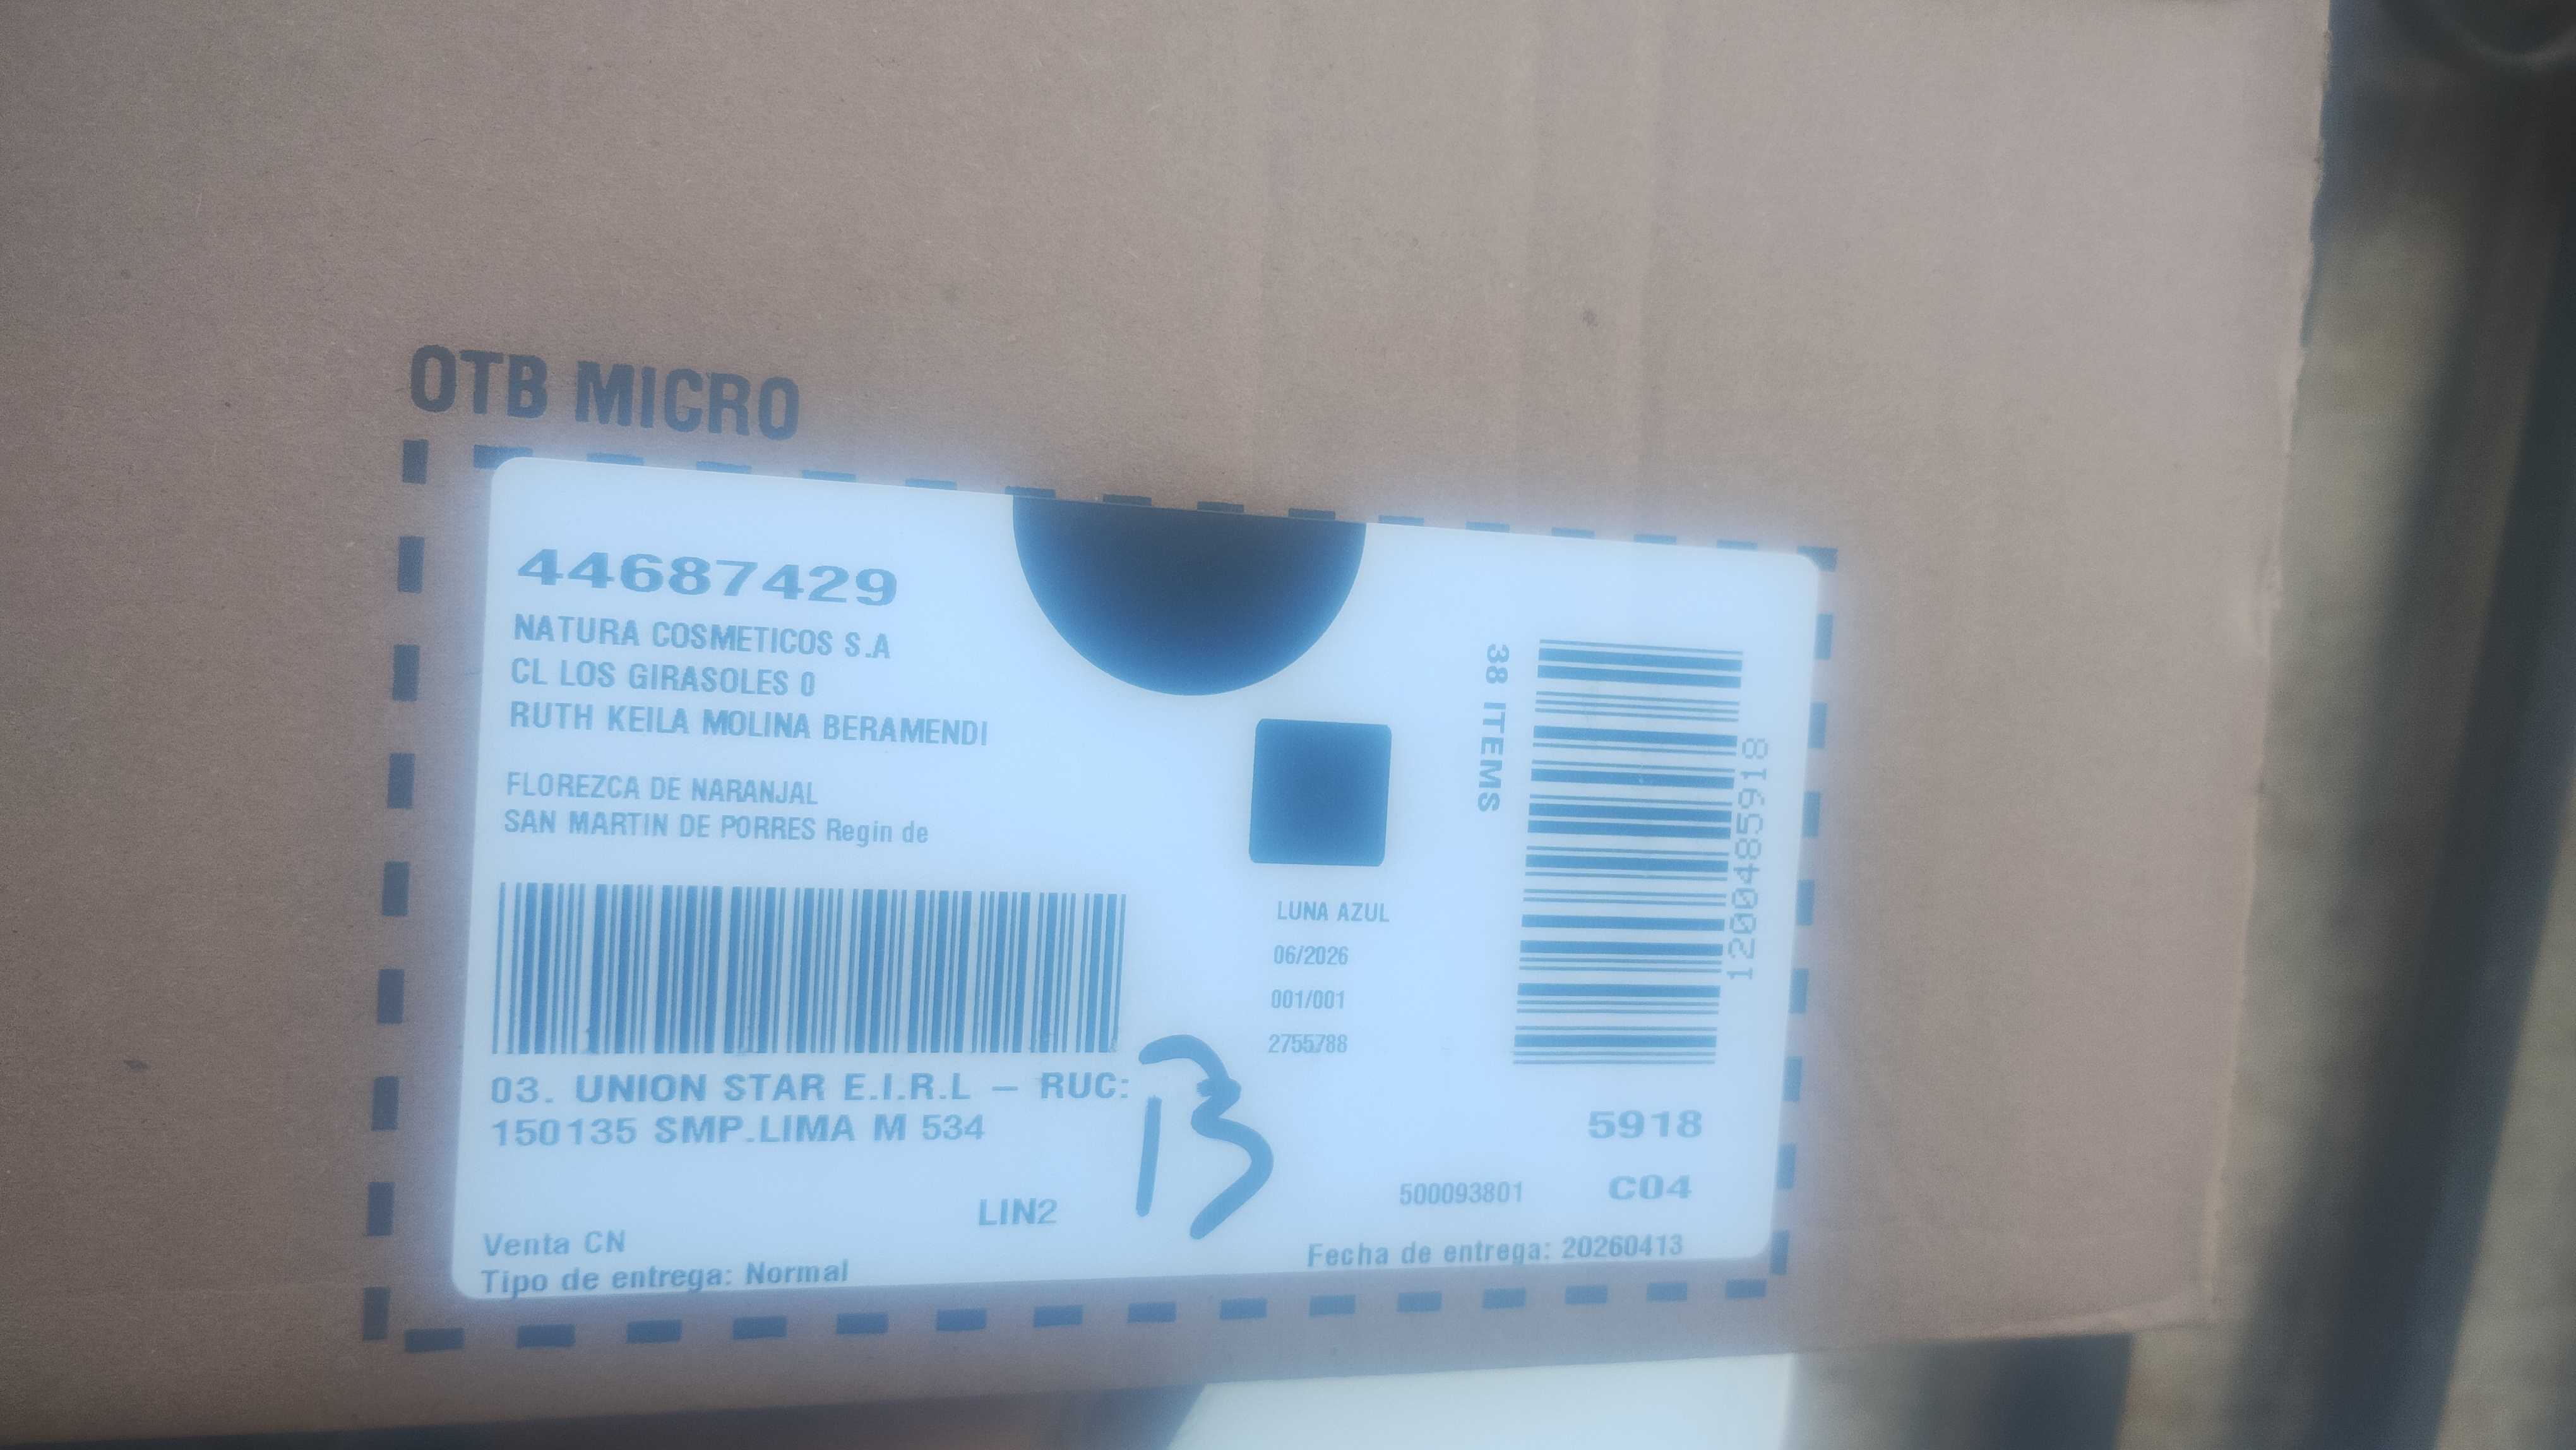 OTB MICRO
44687429
NATURA COSMETICOS S.A
CL LOS GIRASOLES 0
RUTH KEILA MOLINA BERAMENDI
FLOREZCA DE NARANJAL
SAN MARTIN DE PORRES Regin de
03. UNION STAR E.I.R.L – RUC:
150135 SMP.LIMA M 534
LIN2
Venta CN
Tipo de entrega: Normal
13
LUNA AZUL
06/2026
001/001
2755788
38 ITEMS
1200485918
5918
500093801 C04
Fecha de entrega: 20260413